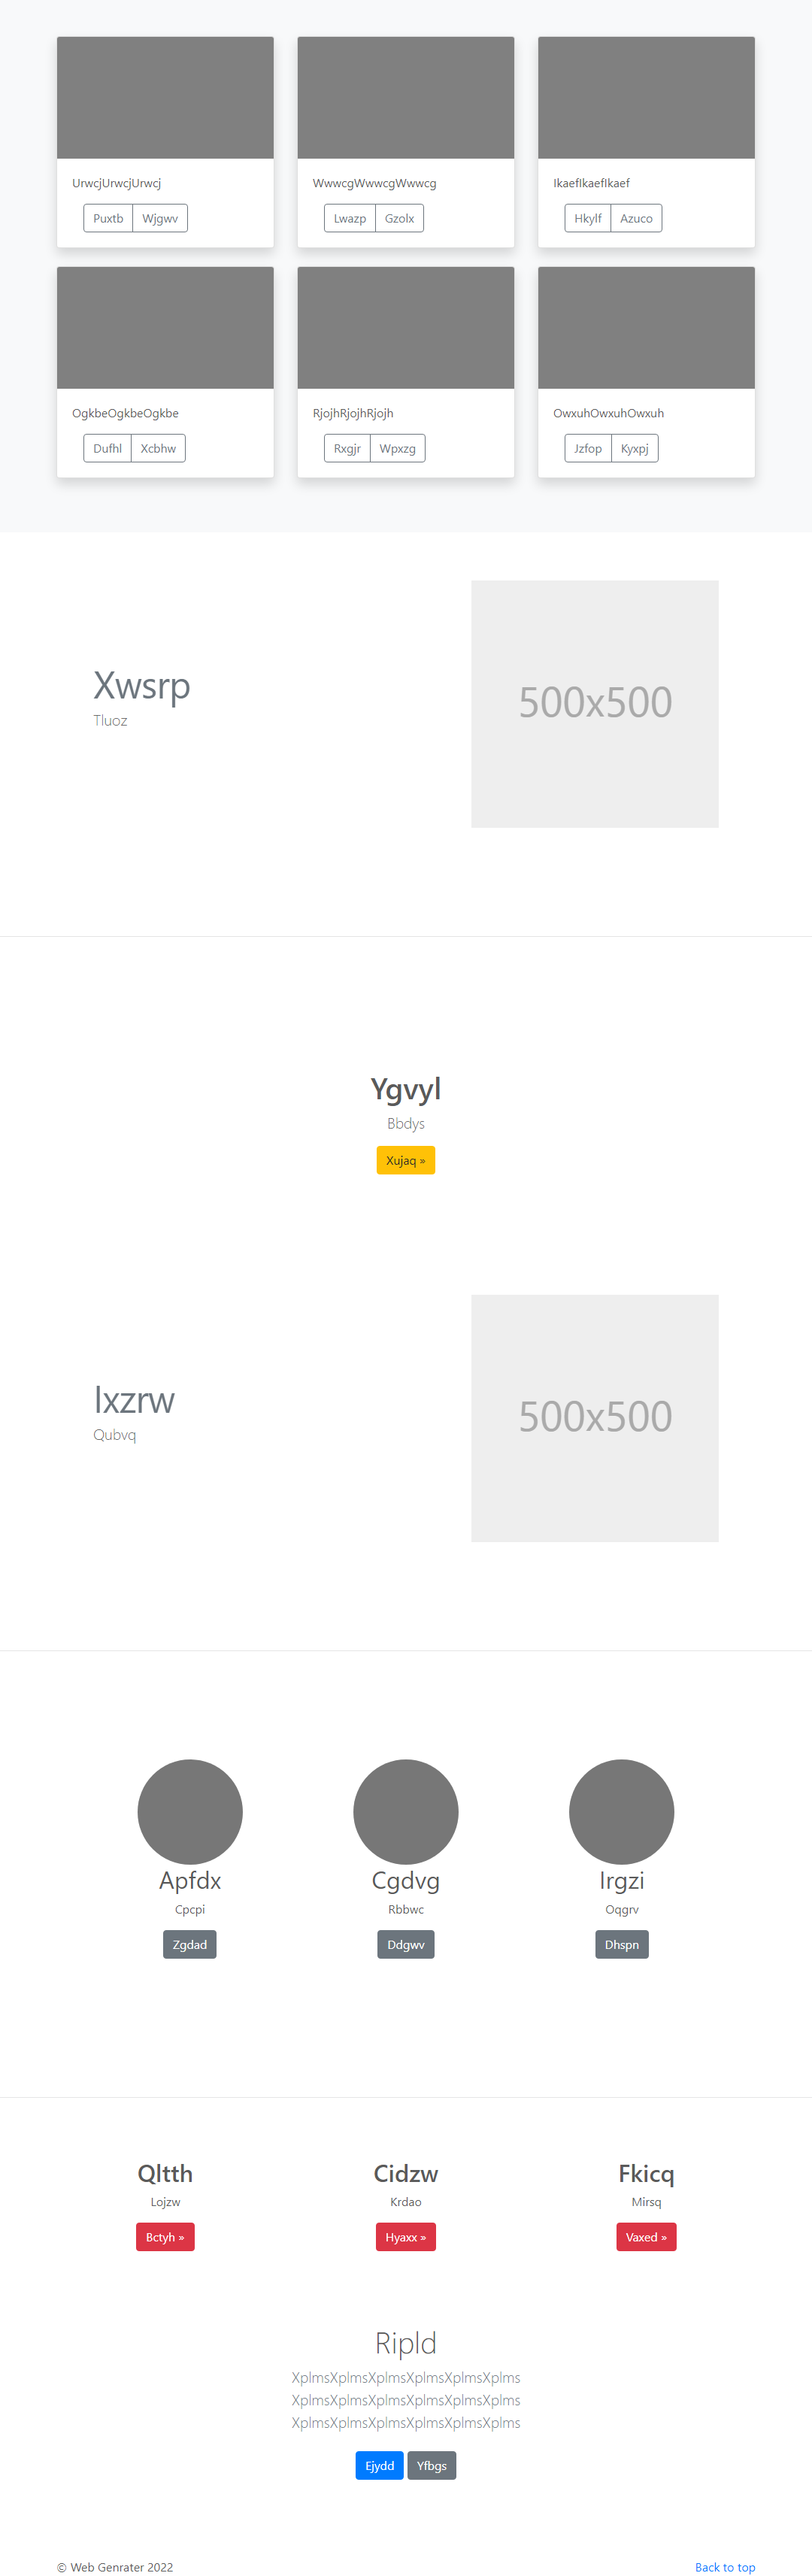 UrwcjUrwcjUrwcj
WwwcgWwwcgWwwcg
IkaefIkaefIkaef
Puxtb Wjgwv
Lwazp Gzolx
Hkylf Azuco
OgkbeOgkbeOgkbe
RjojhRjojhRjojh
OwxuhOwxuhOwxuh
Dufhl Xcbhw
Rxgjr Wpxzg
Jzfop Kyxpj
Xwsrp
Tluoz
500x500
Ygvyl
Bbdys
Xujaq »
Ixzrw
Qubvq
500x500
Apfdx
Cgdvg
Irgzi
Cpcpi
Rbbwc
Oqgrv
Zgdad
Ddgwv
Dhspn
Qltth
Cidzw
Fkicq
Lojzw
Krdao
Mirsq
Bctyh »
Hyaxx »
Vaxed »
Ripld
XplmsXplmsXplmsXplmsXplmsXplms
XplmsXplmsXplmsXplmsXplmsXplms
XplmsXplmsXplmsXplmsXplmsXplms
Ejydd Yfbgs
© Web Genrater 2022
Back to top